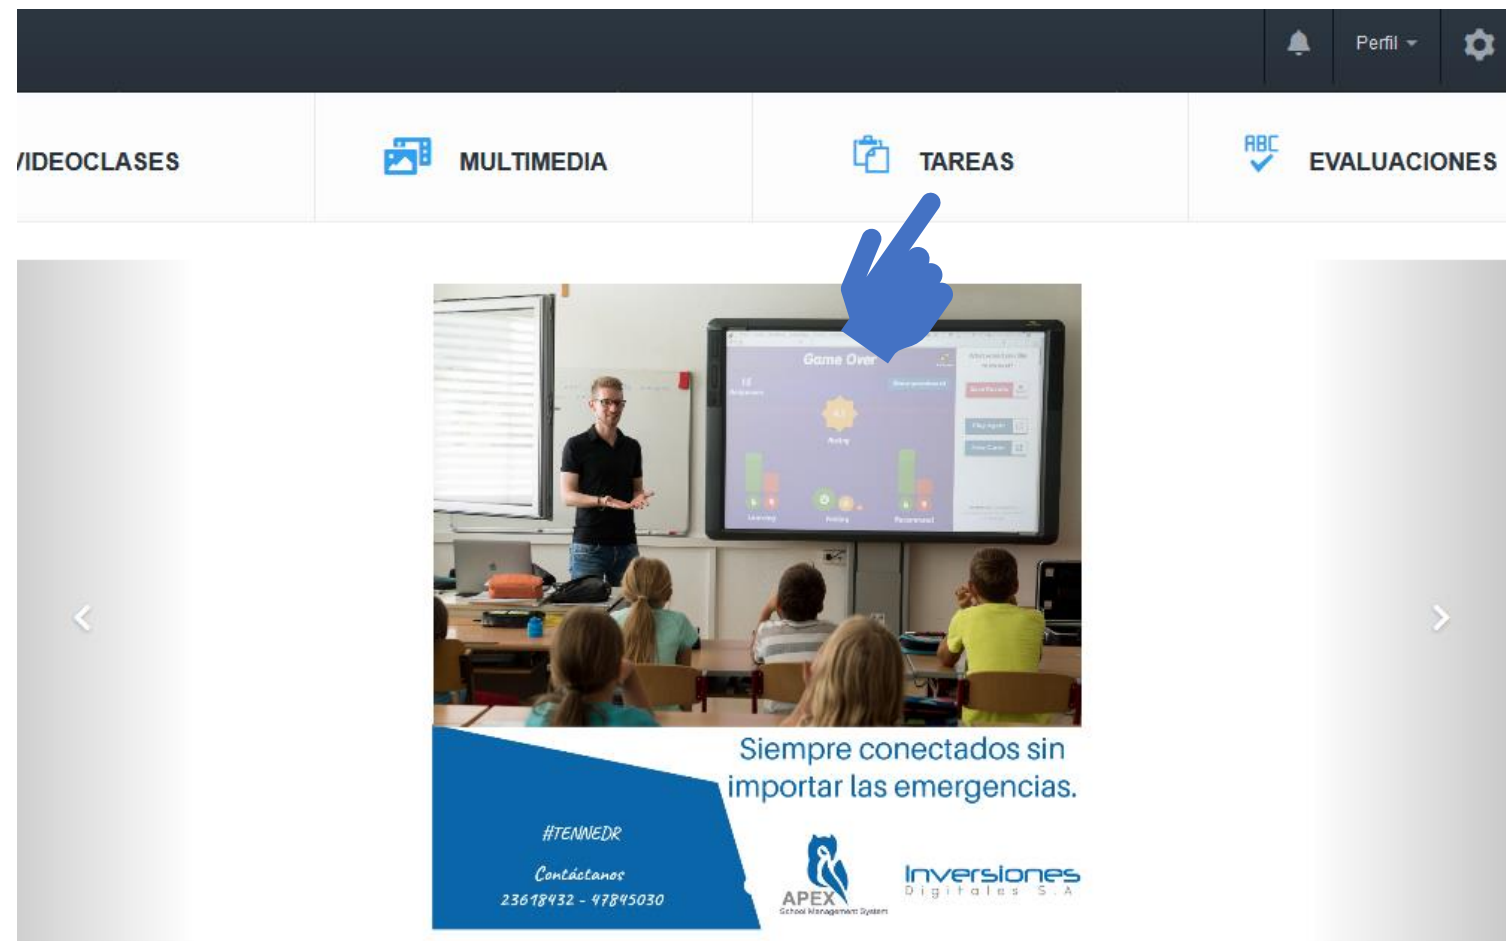 Perfil
VIDEOCLASES
MULTIMEDIA
TAREAS
ABC
EVALUACIONES
Game Over
Siempre conectados sin
importar las emergencias.
#TENNEDR
Contáctanos
23618432 - 47845030
APEX
School Management System
Inversiones
Digitales S.A